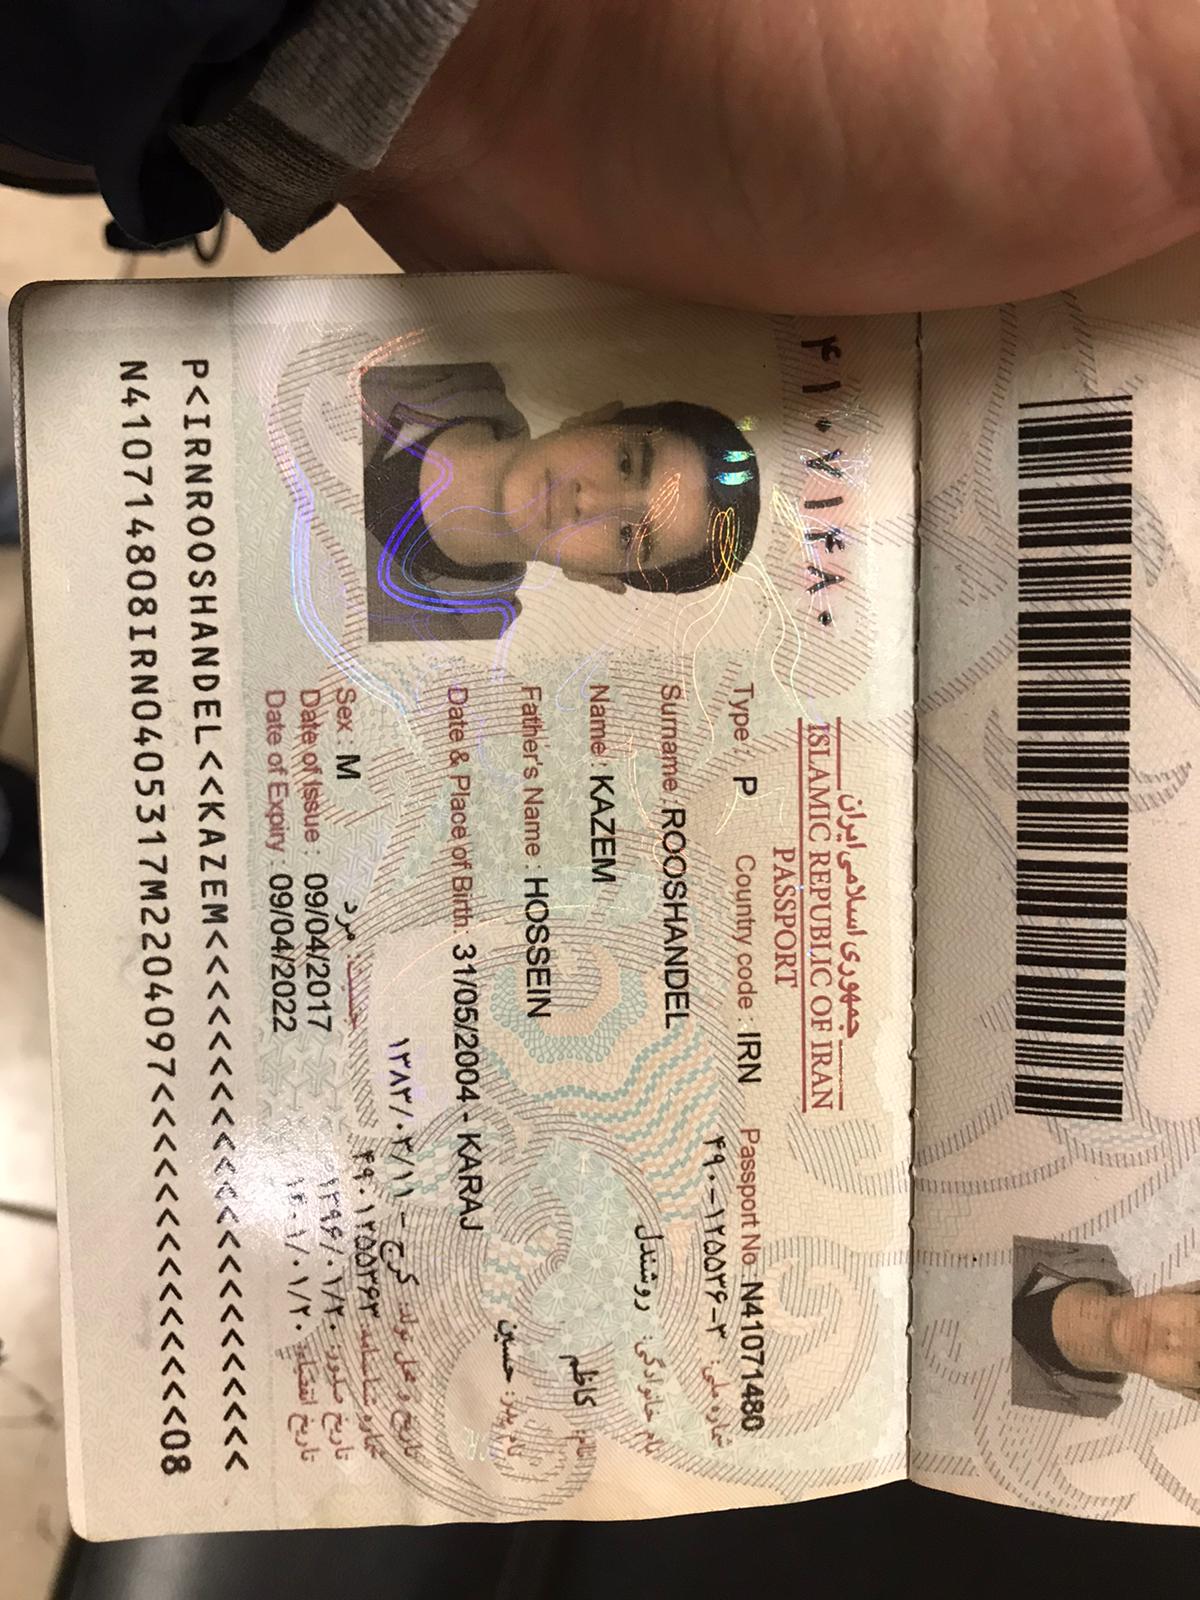 ۴۱۰۷۱۴۸۰
جمهوری اسلامی ایران
ISLAMIC REPUBLIC OF IRAN
PASSPORT
Type : P Country code : IRN Passport No : N41071480
شماره ملی: ۴۹۰-۱۲۵۵۳۶-۳
Surname : ROOSHANDEL
نام خانوادگی: روشندل
Name : KAZEM
نام: کاظم
Father's Name : HOSSEIN
نام پدر: حسین
Date & Place of Birth: 31/05/2004 - KARAJ
تاریخ و محل تولد: کرج - ۱۳۸۳/۰۳/۱۱
شماره شناسنامه: ۴۹۰۱۲۵۵۳۶۳
Sex : M جنسیت: مرد
تاریخ صدور: ۱۳۹۶/۰۱/۲۰
Date of Issue : 09/04/2017
تاریخ انقضاء: ۱۴۰۱/۰۱/۲۰
Date of Expiry : 09/04/2022
P<IRNROOSHANDEL<<KAZEM<<<<<<<<<<<<<<<<<<<<<<
N410714808IRN0405317M2204097<<<<<<<<<<<<<<08